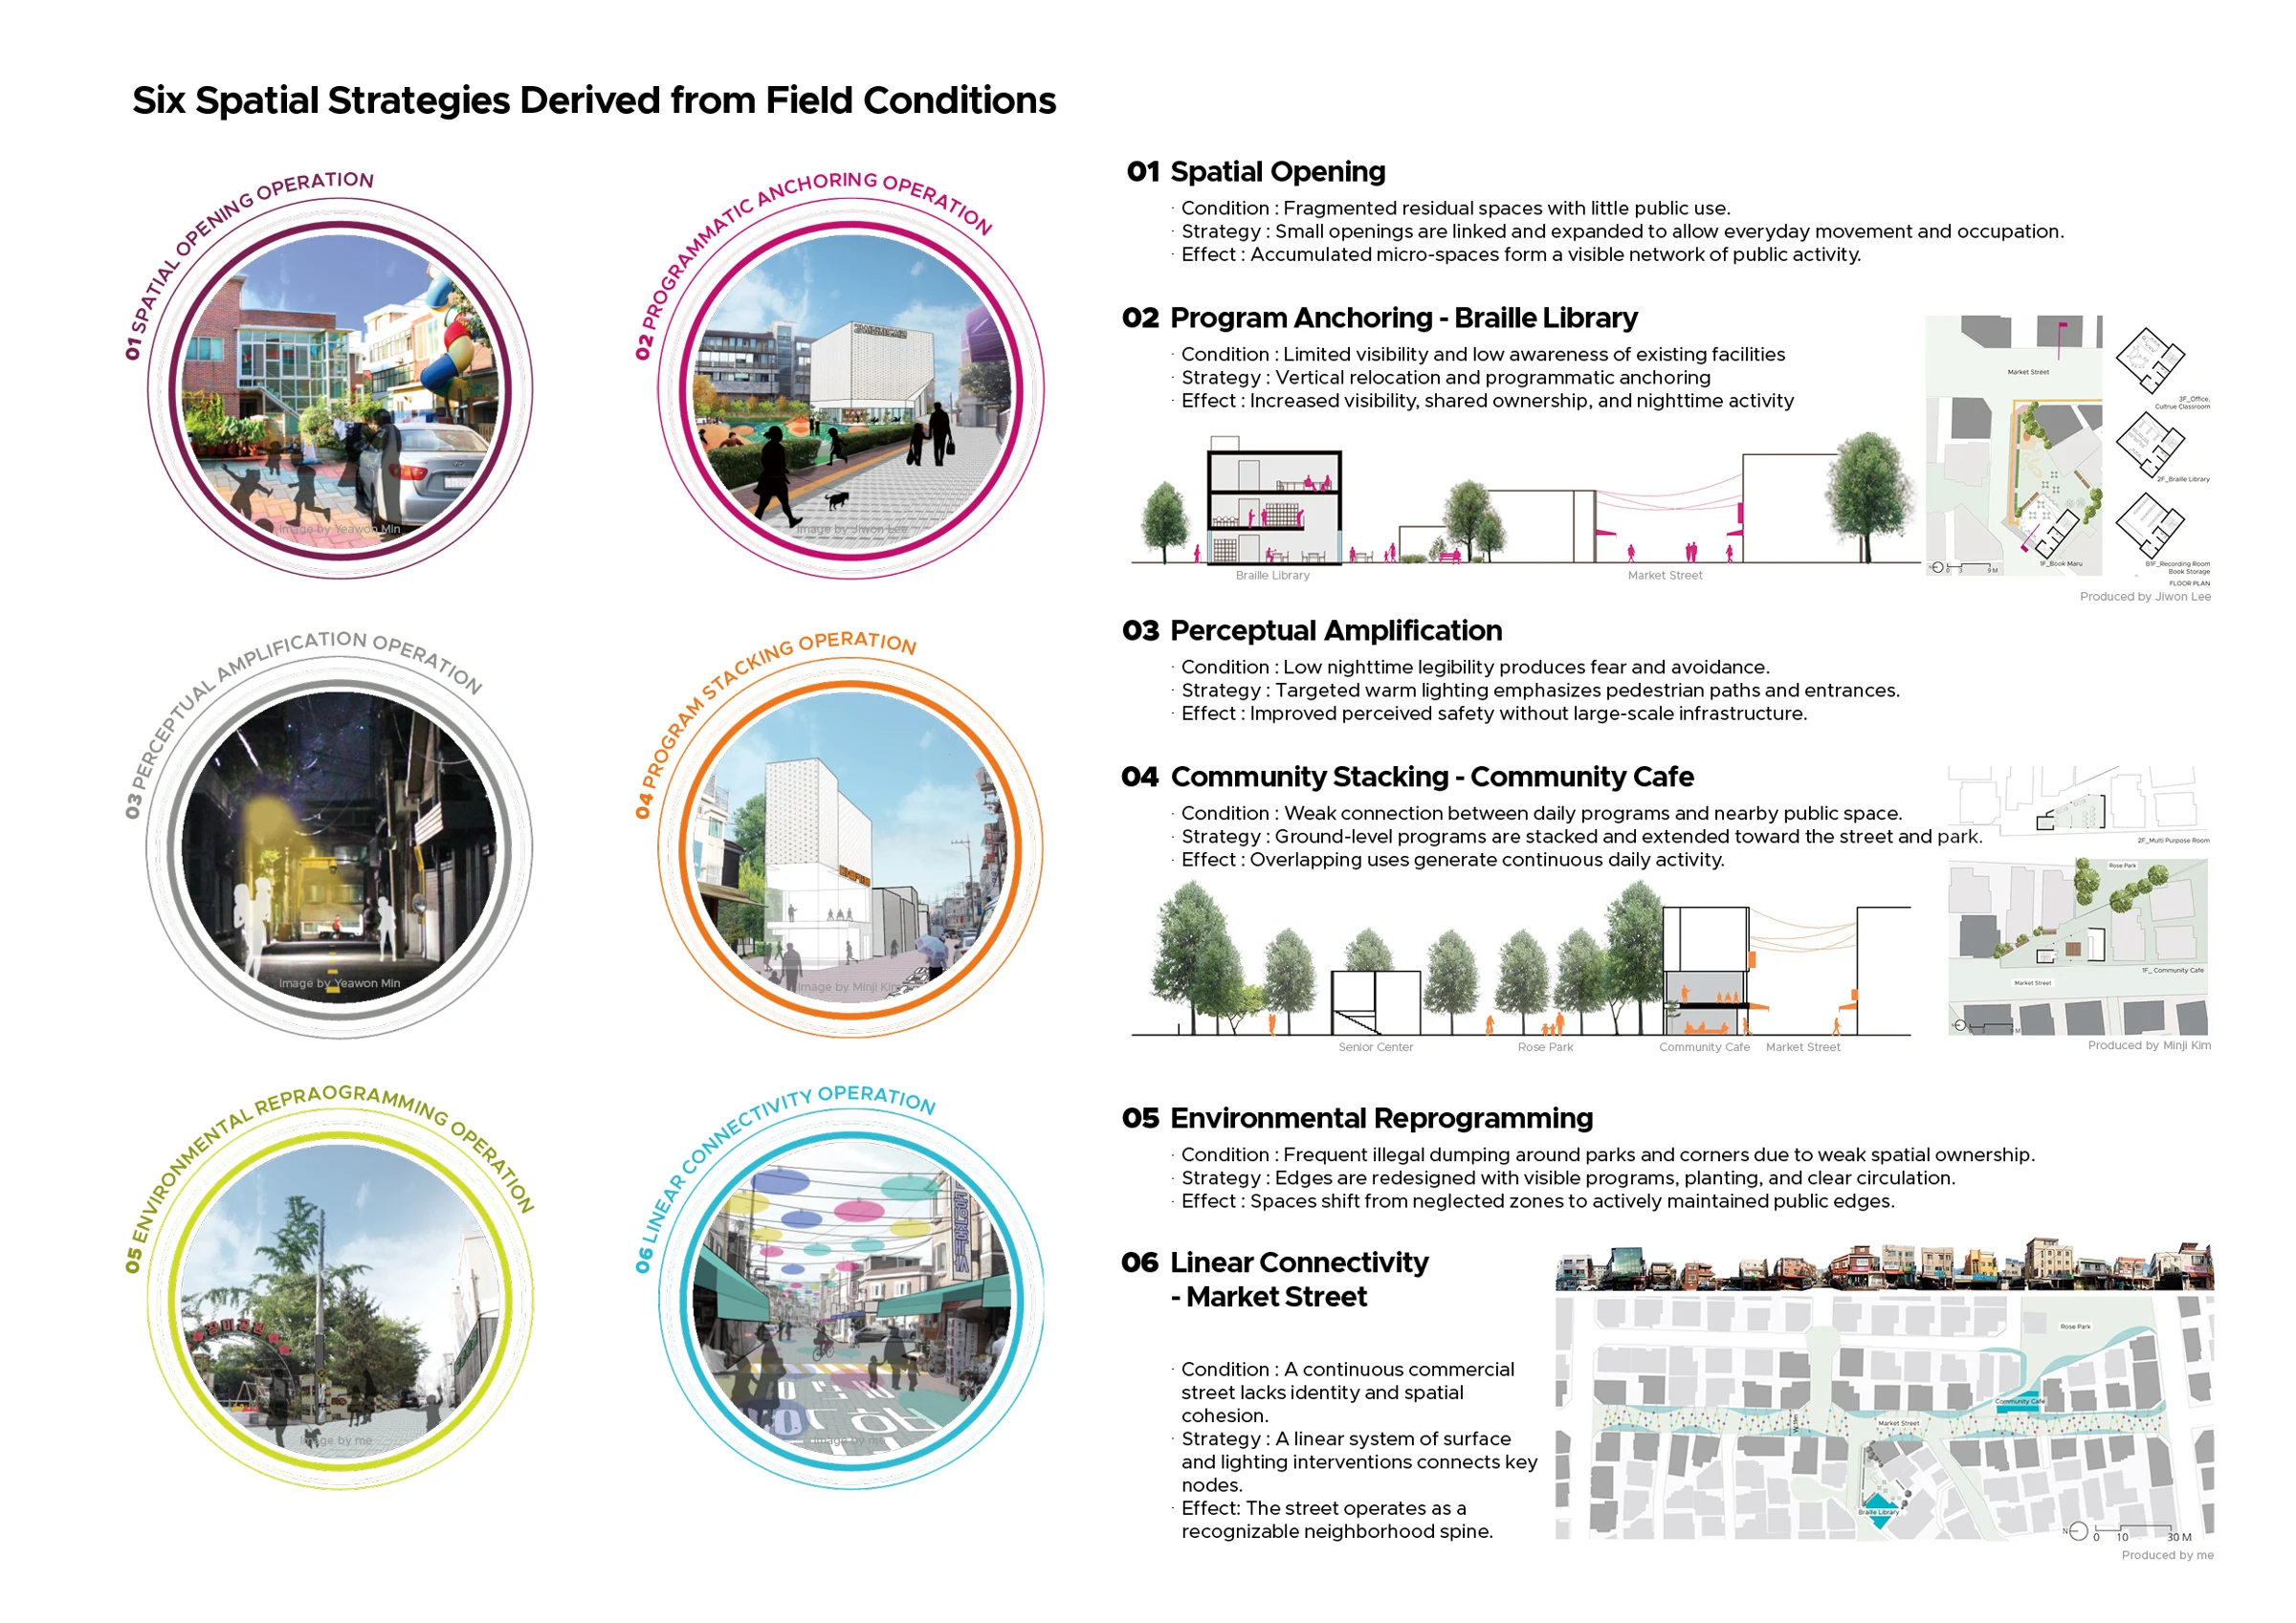 Six Spatial Strategies Derived from Field Conditions
01 SPATIAL OPENING OPERATION
Image by Yeawon Min
02 PROGRAMMATIC ANCHORING OPERATION
Image by Jiwon Lee
03 PERCEPTUAL AMPLIFICATION OPERATION
Image by Yeawon Min
04 PROGRAM STACKING OPERATION
Image by Minji Kim
05 ENVIRONMENTAL REPRAOGRAMMING OPERATION
장미공원
Image by me
06 LINEAR CONNECTIVITY OPERATION
Image by me
01 Spatial Opening
· Condition : Fragmented residual spaces with little public use.
· Strategy : Small openings are linked and expanded to allow everyday movement and occupation.
· Effect : Accumulated micro-spaces form a visible network of public activity.
02 Program Anchoring - Braille Library
· Condition : Limited visibility and low awareness of existing facilities
· Strategy : Vertical relocation and programmatic anchoring
· Effect : Increased visibility, shared ownership, and nighttime activity
Braille Library
Market Street
Market Street
3F_Office,
Cultrue Classroom
2F_Braille Library
1F_Book Maru
B1F_Recording Room
Book Storage
FLOOR PLAN
N
0 3 9 M
Produced by Jiwon Lee
03 Perceptual Amplification
· Condition : Low nighttime legibility produces fear and avoidance.
· Strategy : Targeted warm lighting emphasizes pedestrian paths and entrances.
· Effect : Improved perceived safety without large-scale infrastructure.
04 Community Stacking - Community Cafe
· Condition : Weak connection between daily programs and nearby public space.
· Strategy : Ground-level programs are stacked and extended toward the street and park.
· Effect : Overlapping uses generate continuous daily activity.
Senior Center
Rose Park
Community Cafe
Market Street
2F_Multi Purpose Room
Rose Park
1F_ Community Cafe
Market Street
Produced by Minji Kim
05 Environmental Reprogramming
· Condition : Frequent illegal dumping around parks and corners due to weak spatial ownership.
· Strategy : Edges are redesigned with visible programs, planting, and clear circulation.
· Effect : Spaces shift from neglected zones to actively maintained public edges.
06 Linear Connectivity
- Market Street
· Condition : A continuous commercial
street lacks identity and spatial
cohesion.
· Strategy : A linear system of surface
and lighting interventions connects key
nodes.
· Effect: The street operates as a
recognizable neighborhood spine.
Rose Park
Community Cafe
Market Street
Braille Library
N
0 10 30 M
Produced by me